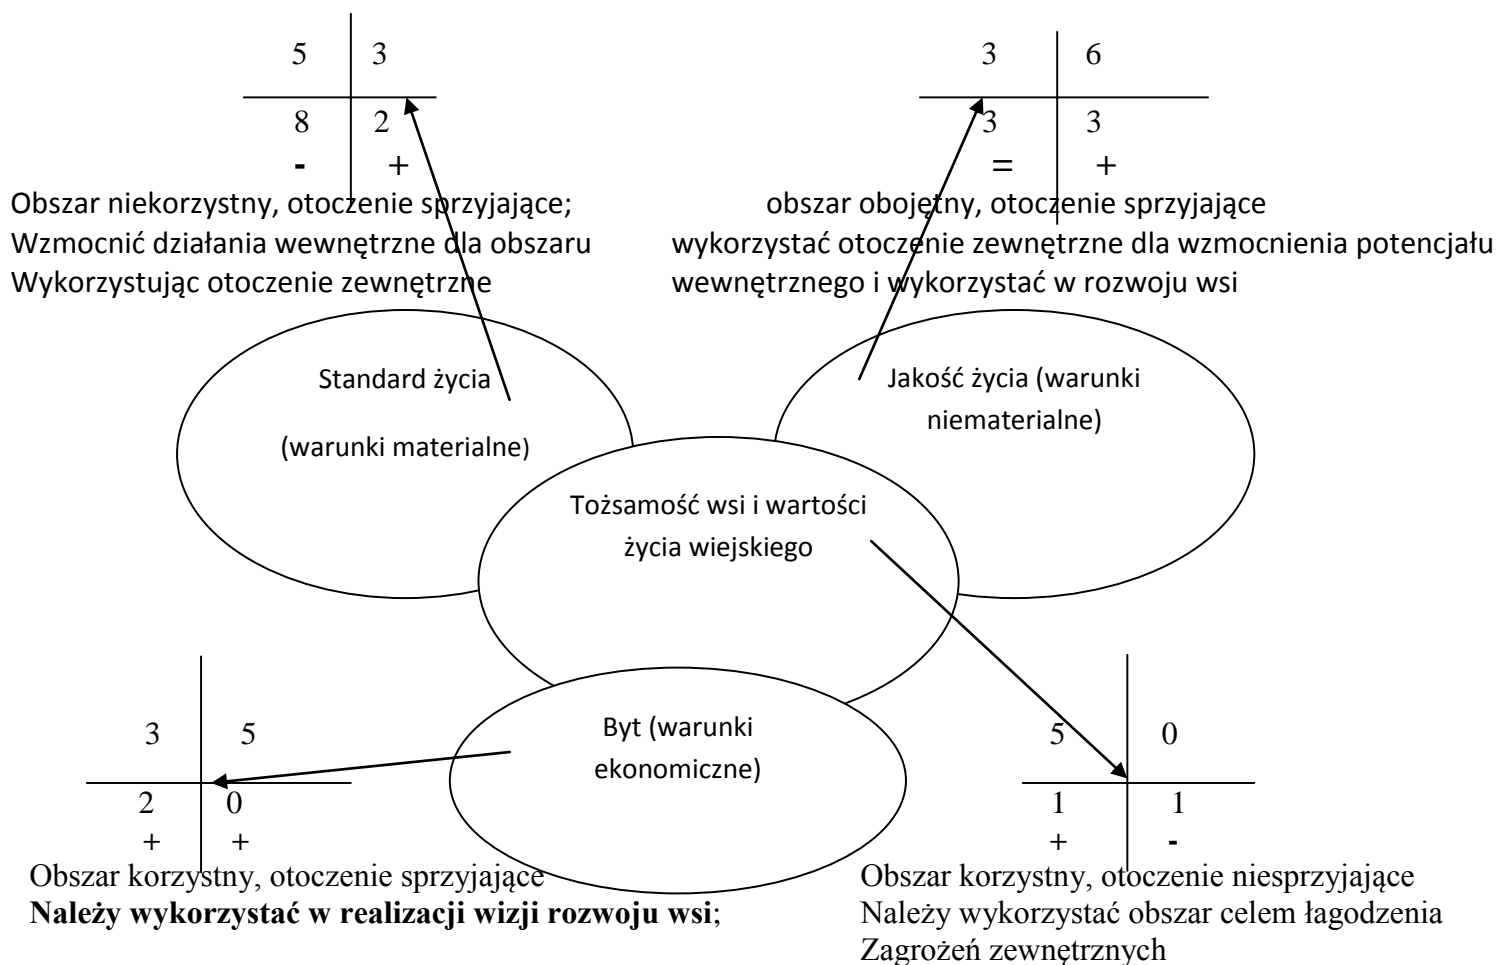 5 3
8 2
- +
Obszar niekorzystny, otoczenie sprzyjające;
Wzmocnić działania wewnętrzne dla obszaru
Wykorzystując otoczenie zewnętrzne
3 6
3 3
= +
obszar obojętny, otoczenie sprzyjające
wykorzystać otoczenie zewnętrzne dla wzmocnienia potencjału
wewnętrznego i wykorzystać w rozwoju wsi
Standard życia
(warunki materialne)
Jakość życia (warunki
niematerialne)
Tożsamość wsi i wartości
życia wiejskiego
Byt (warunki
ekonomiczne)
3 5
2 0
+ +
Obszar korzystny, otoczenie sprzyjające
Należy wykorzystać w realizacji wizji rozwoju wsi;
5 0
1 1
+ -
Obszar korzystny, otoczenie niesprzyjające
Należy wykorzystać obszar celem łagodzenia
Zagrożeń zewnętrznych